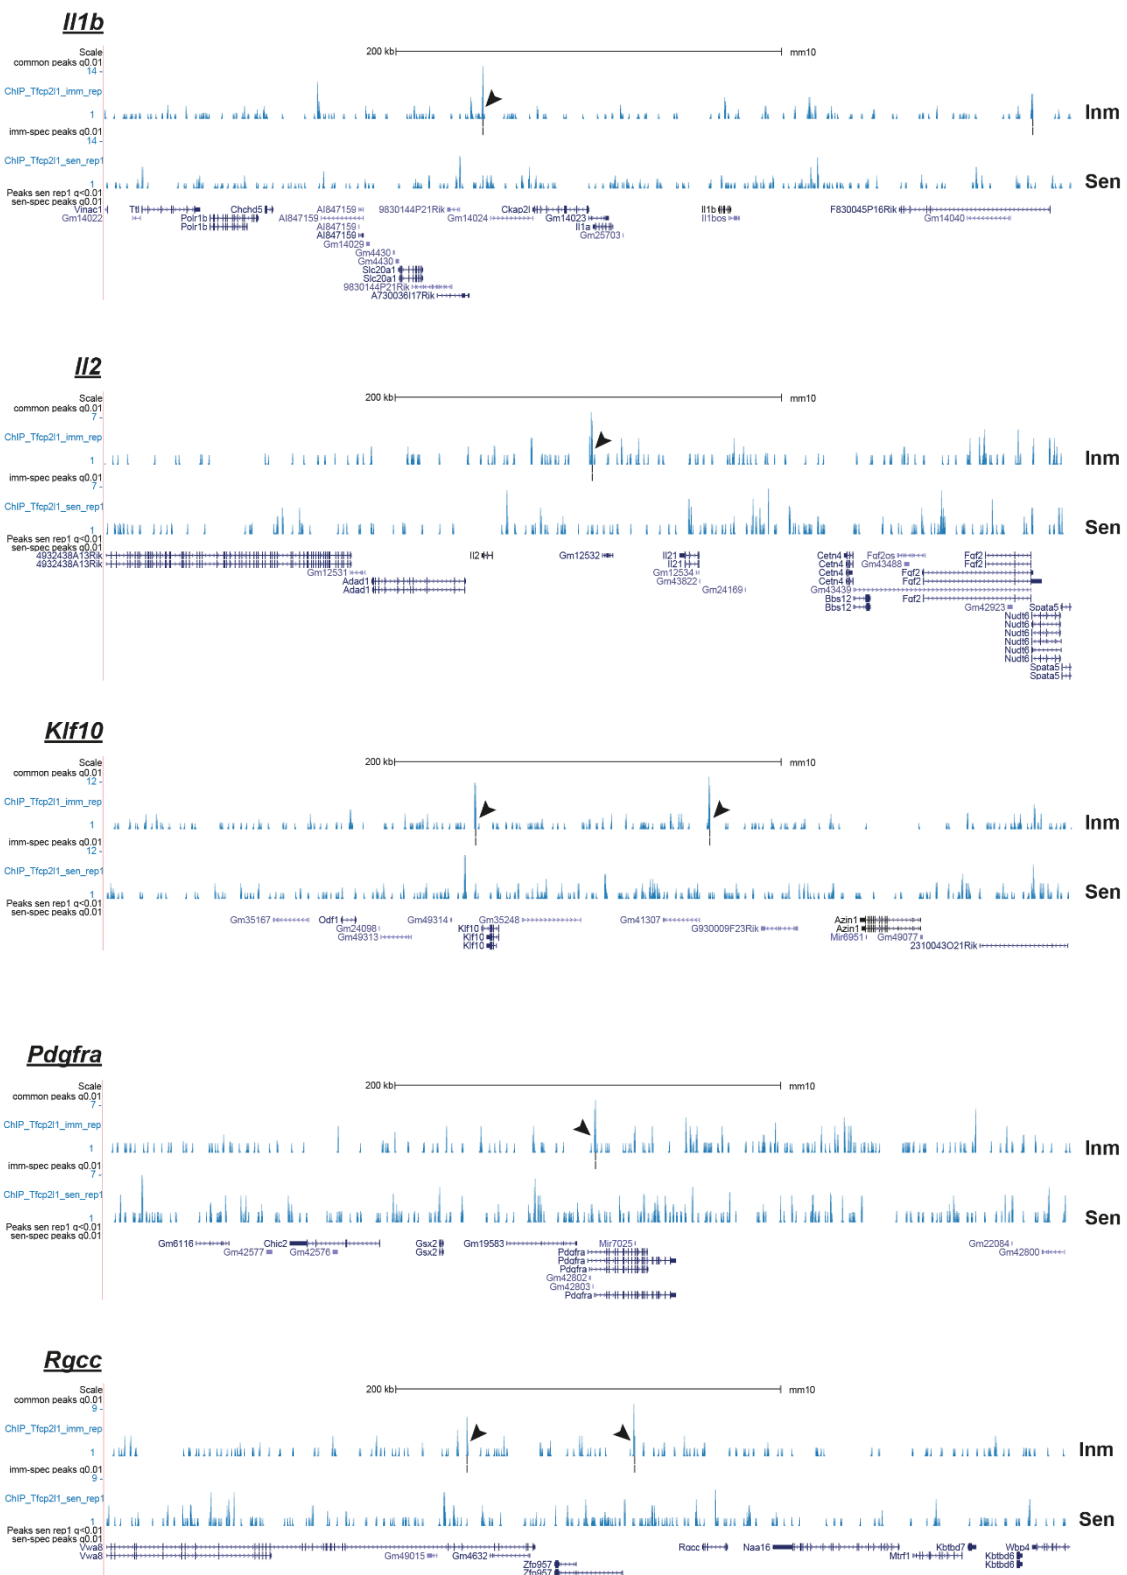 Il1b
Scale 200 kb mm10
common peaks q0.01
14
ChIP_Tfcp2l1_imm_rep
1 Inm
imm-spec peaks q0.01
14
ChIP_Tfcp2l1_sen_rep1
1 Sen
Peaks sen rep1 q<0.01
sen-spec peaks q0.01
Vinac1 Ttl Chchd5 AI847159 9830144P21Rik Ckap2l Il1b F830045P16Rik
Gm14022 Polr1b AI847159 Gm14024 Gm14023 Il1bos Gm14040
Polr1b AI847159 Il1a
AI847159 Gm25703
Gm14029
Gm4430
Gm4430
Slc20a1
Slc20a1
9830144P21Rik
A730036I17Rik
Il2
Scale 200 kb mm10
common peaks q0.01
7
ChIP_Tfcp2l1_imm_rep
1 Inm
imm-spec peaks q0.01
7
ChIP_Tfcp2l1_sen_rep1
1 Sen
Peaks sen rep1 q<0.01
sen-spec peaks q0.01
4932438A13Rik Il2 Gm12532 Il21 Cetn4 Fgf2os Fgf2
4932438A13Rik Il21 Cetn4 Gm43488 Fgf2
Gm12531 Gm12534 Cetn4 Fgf2
Adad1 Gm43822 Cetn4 Fgf2
Adad1 Gm24169 Gm43439
Bbs12 Fgf2
Bbs12 Gm42923 Spata5
Nudt6
Nudt6
Nudt6
Nudt6
Nudt6
Nudt6
Spata5
Spata5
Klf10
Scale 200 kb mm10
common peaks q0.01
12
ChIP_Tfcp2l1_imm_rep
1 Inm
imm-spec peaks q0.01
12
ChIP_Tfcp2l1_sen_rep1
1 Sen
Peaks sen rep1 q<0.01
sen-spec peaks q0.01
Gm35167 Odf1 Gm49314 Gm35248 Gm41307 Azin1
Gm24098 Klf10 G930009F23Rik Azin1
Gm49313 Klf10 Mir6951 Gm49077
Klf10 2310043O21Rik
Pdgfra
Scale 200 kb mm10
common peaks q0.01
7
ChIP_Tfcp2l1_imm_rep
1 Inm
imm-spec peaks q0.01
7
ChIP_Tfcp2l1_sen_rep1
1 Sen
Peaks sen rep1 q<0.01
sen-spec peaks q0.01
Gm6116 Chic2 Gsx2 Gm19583 Mir7025 Gm22084
Gm42577 Gm42576 Gsx2 Pdgfra Gm42800
Pdgfra
Pdgfra
Gm42802
Gm42803
Pdgfra
Rgcc
Scale 200 kb mm10
common peaks q0.01
9
ChIP_Tfcp2l1_imm_rep
1 Inm
imm-spec peaks q0.01
9
ChIP_Tfcp2l1_sen_rep1
1 Sen
Peaks sen rep1 q<0.01
sen-spec peaks q0.01
Vwa8 Rgcc Naa16 Kbtbd7 Wbp4
Vwa8 Gm49015 Gm4632 Mtrf1 Kbtbd6
Zfp957 Kbtbd6
Zfp957